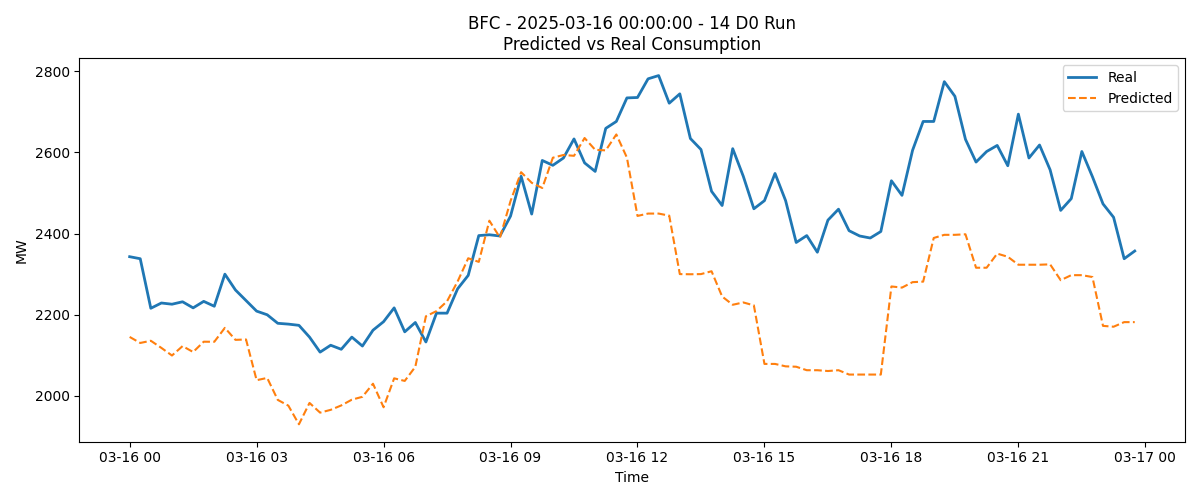 BFC - 2025-03-16 00:00:00 - 14 D0 Run
Predicted vs Real Consumption
Real
Predicted
MW
2800
2600
2400
2200
2000
03-16 00
03-16 03
03-16 06
03-16 09
03-16 12
03-16 15
03-16 18
03-16 21
03-17 00
Time